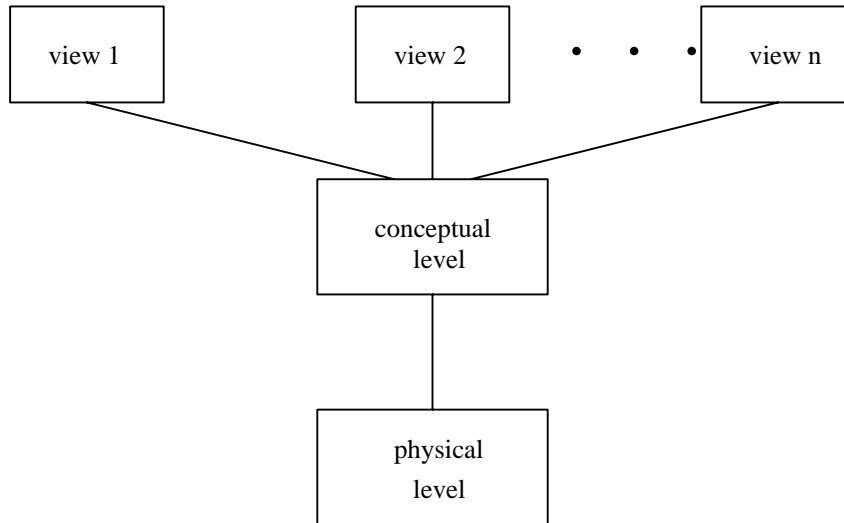 view 1
view 2
• • •
view n
conceptual
level
physical
level